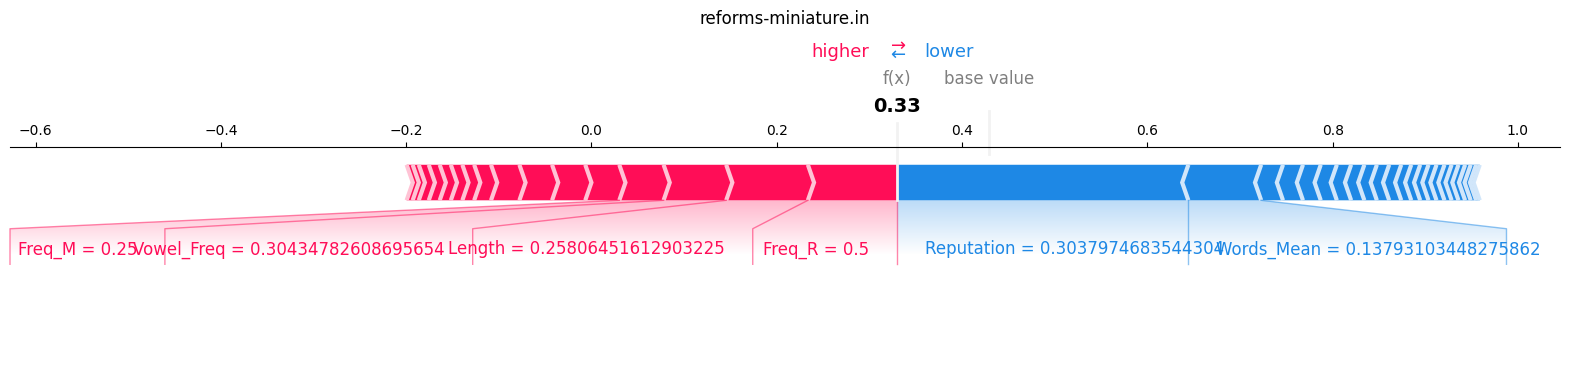 reforms-miniature.in
higher → ← lower
f(x) base value
0.33
−0.6 −0.4 −0.2 0.0 0.2 0.4 0.6 0.8 1.0
Freq_M = 0.25 Vowel_Freq = 0.30434782608695654 Length = 0.25806451612903225 Freq_R = 0.5 Reputation = 0.3037974683544304 Words_Mean = 0.13793103448275862